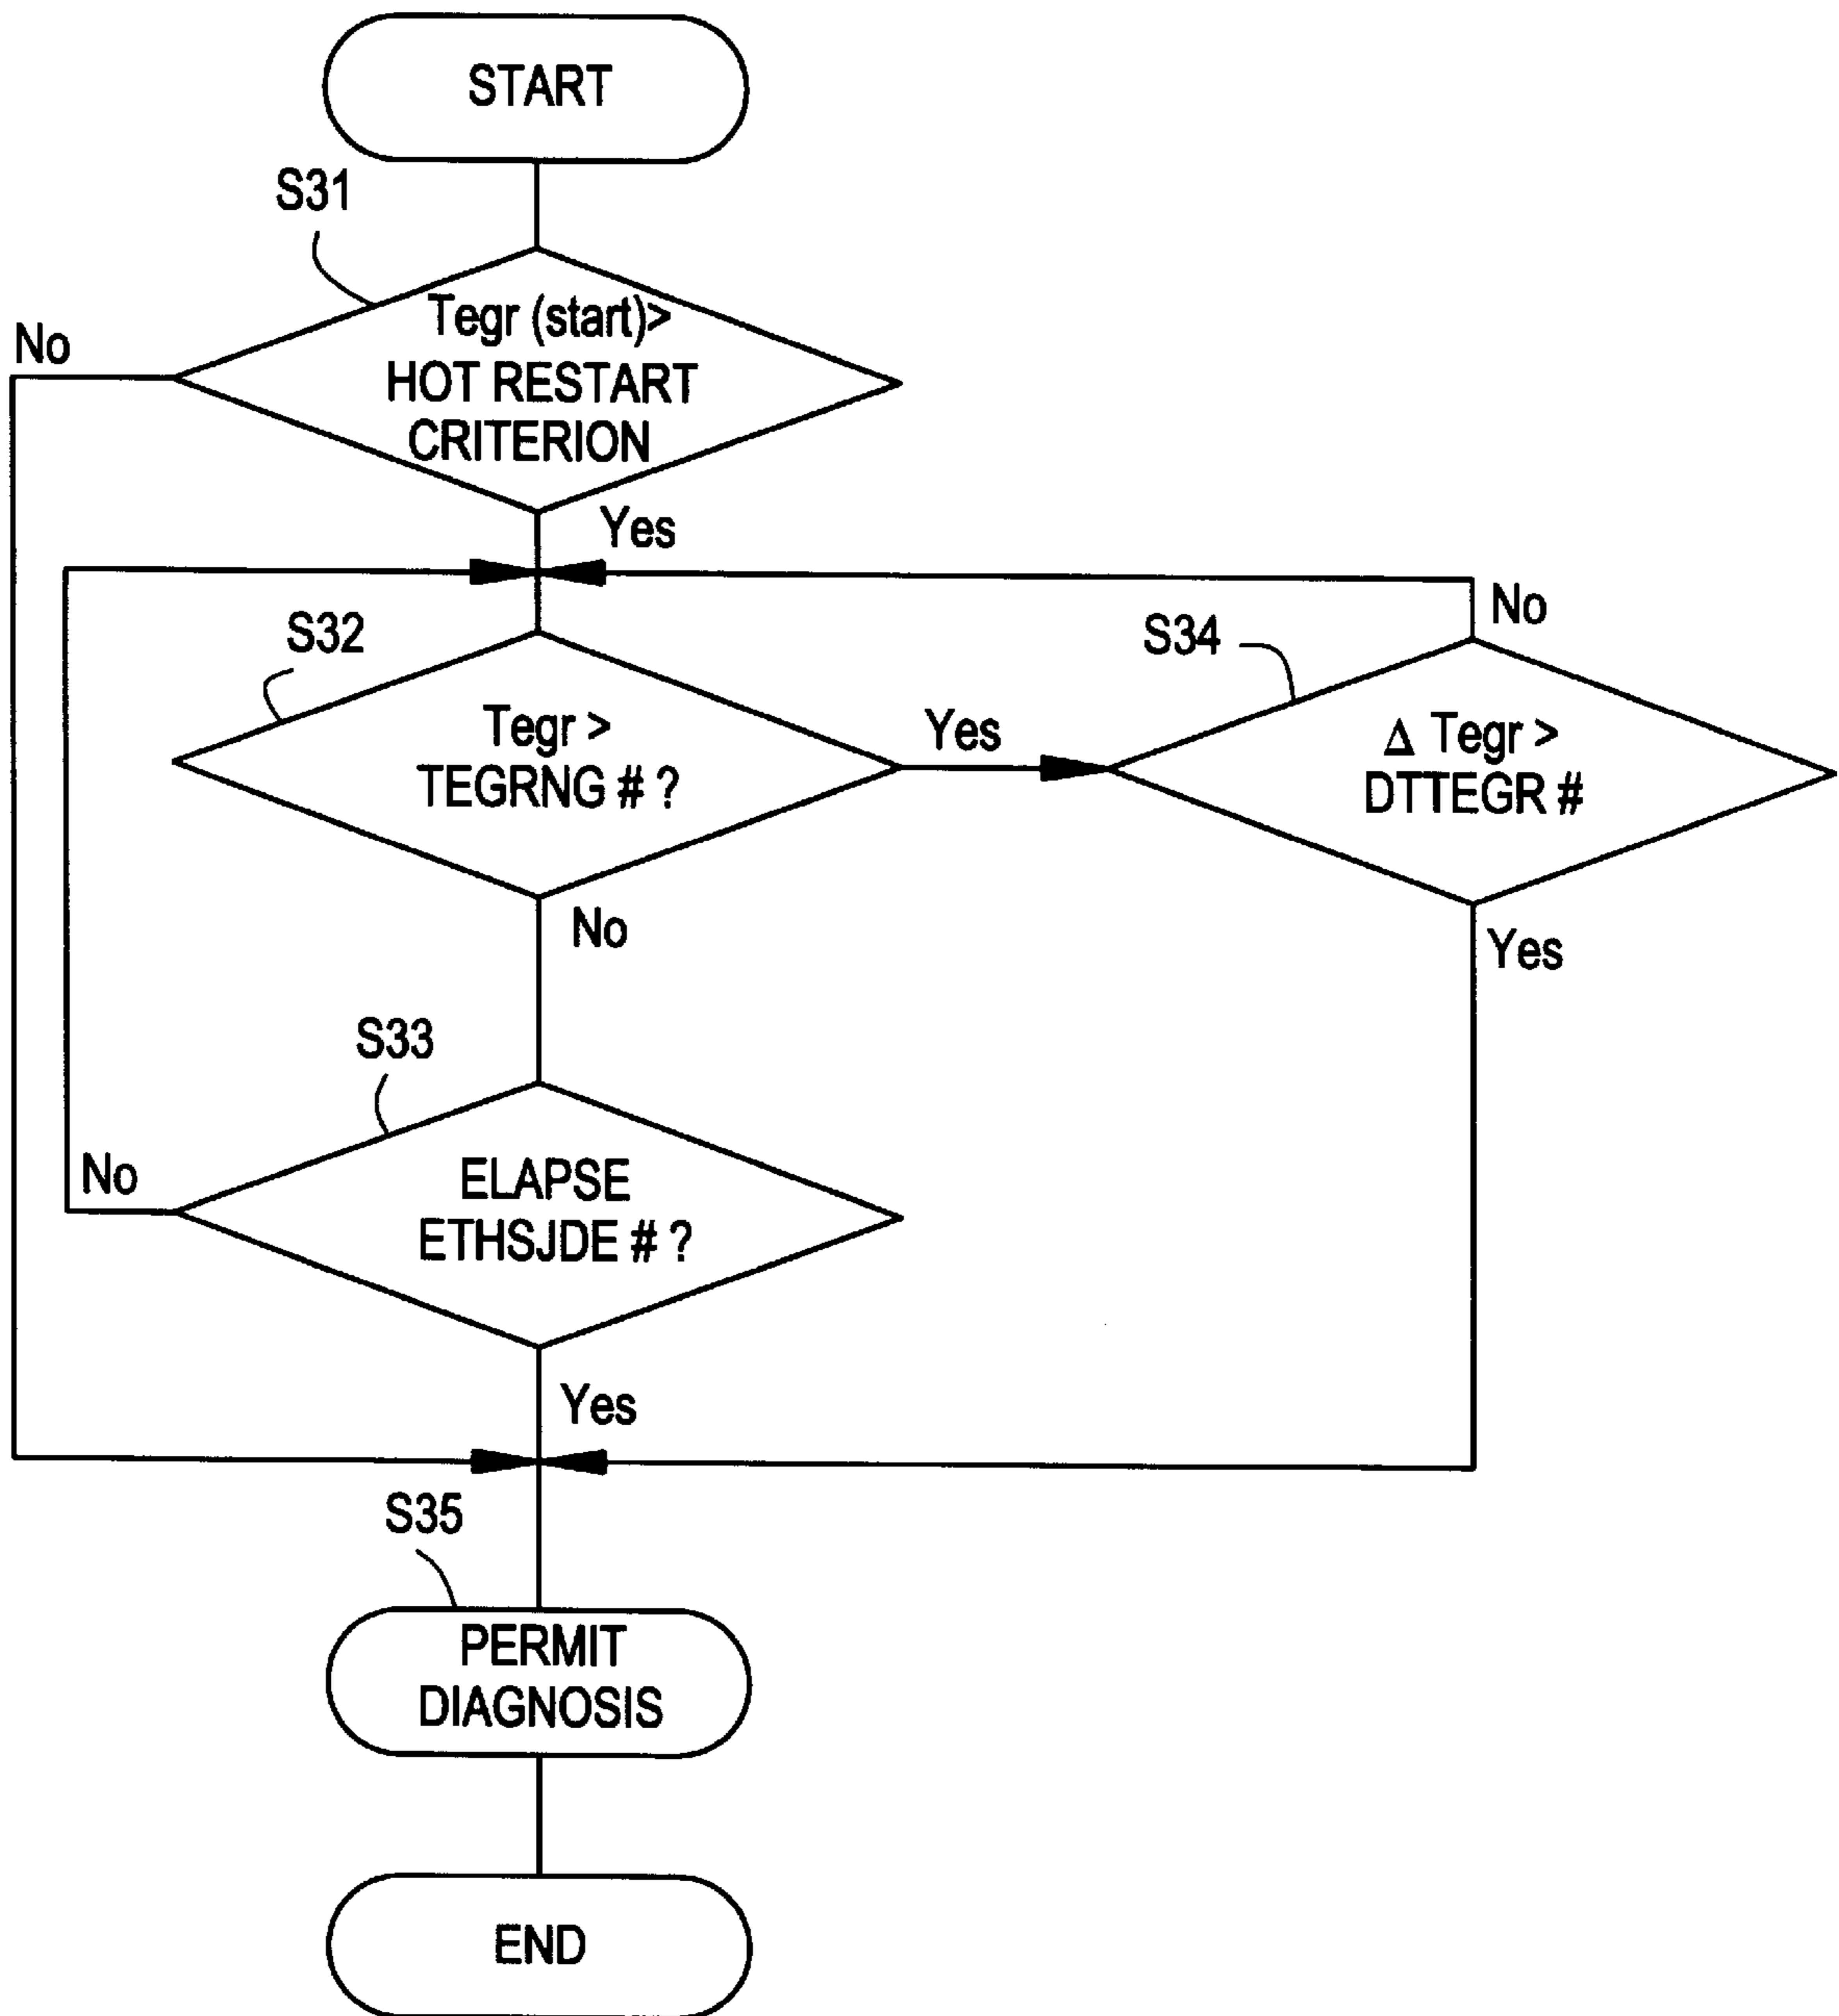 START
S31
Tegr (start)>
HOT RESTART
CRITERION
No
Yes
S32
Tegr >
TEGRNG # ?
Yes
No
S34
Δ Tegr >
DTTEGR #
No
Yes
S33
ELAPSE
ETHSJDE # ?
No
Yes
S35
PERMIT
DIAGNOSIS
END